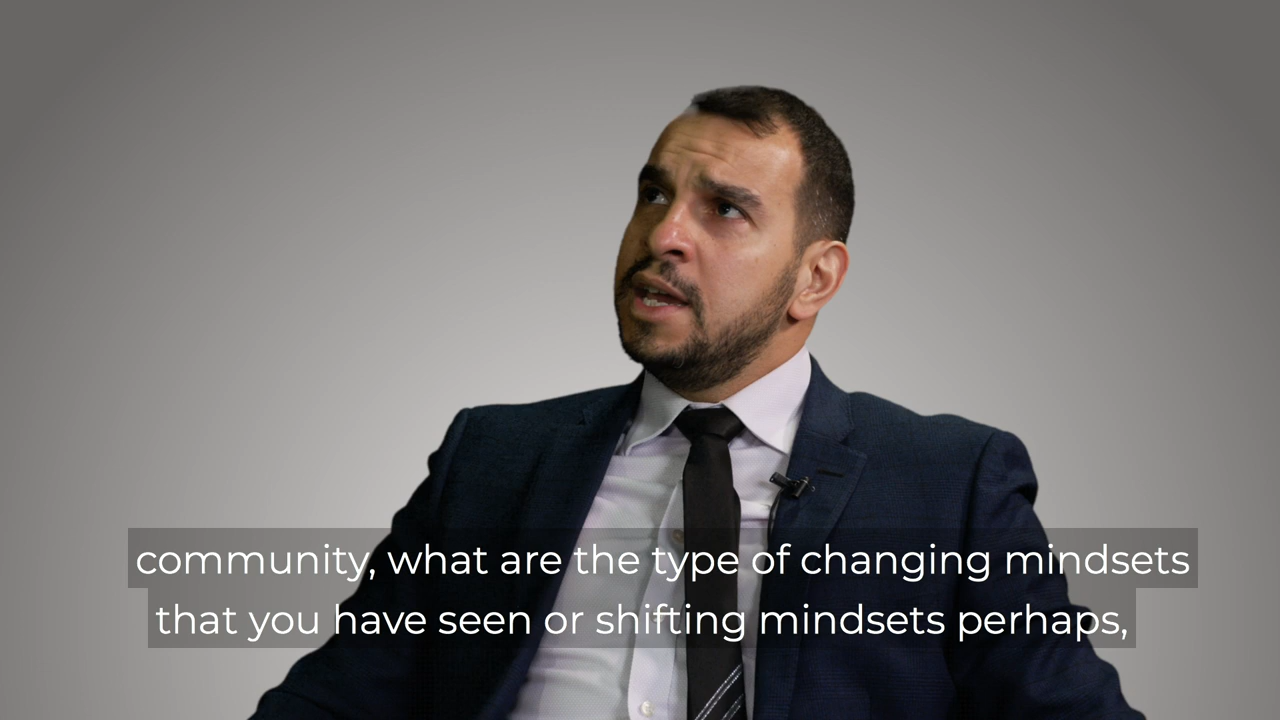 community, what are the type of changing mindsets
that you have seen or shifting mindsets perhaps,